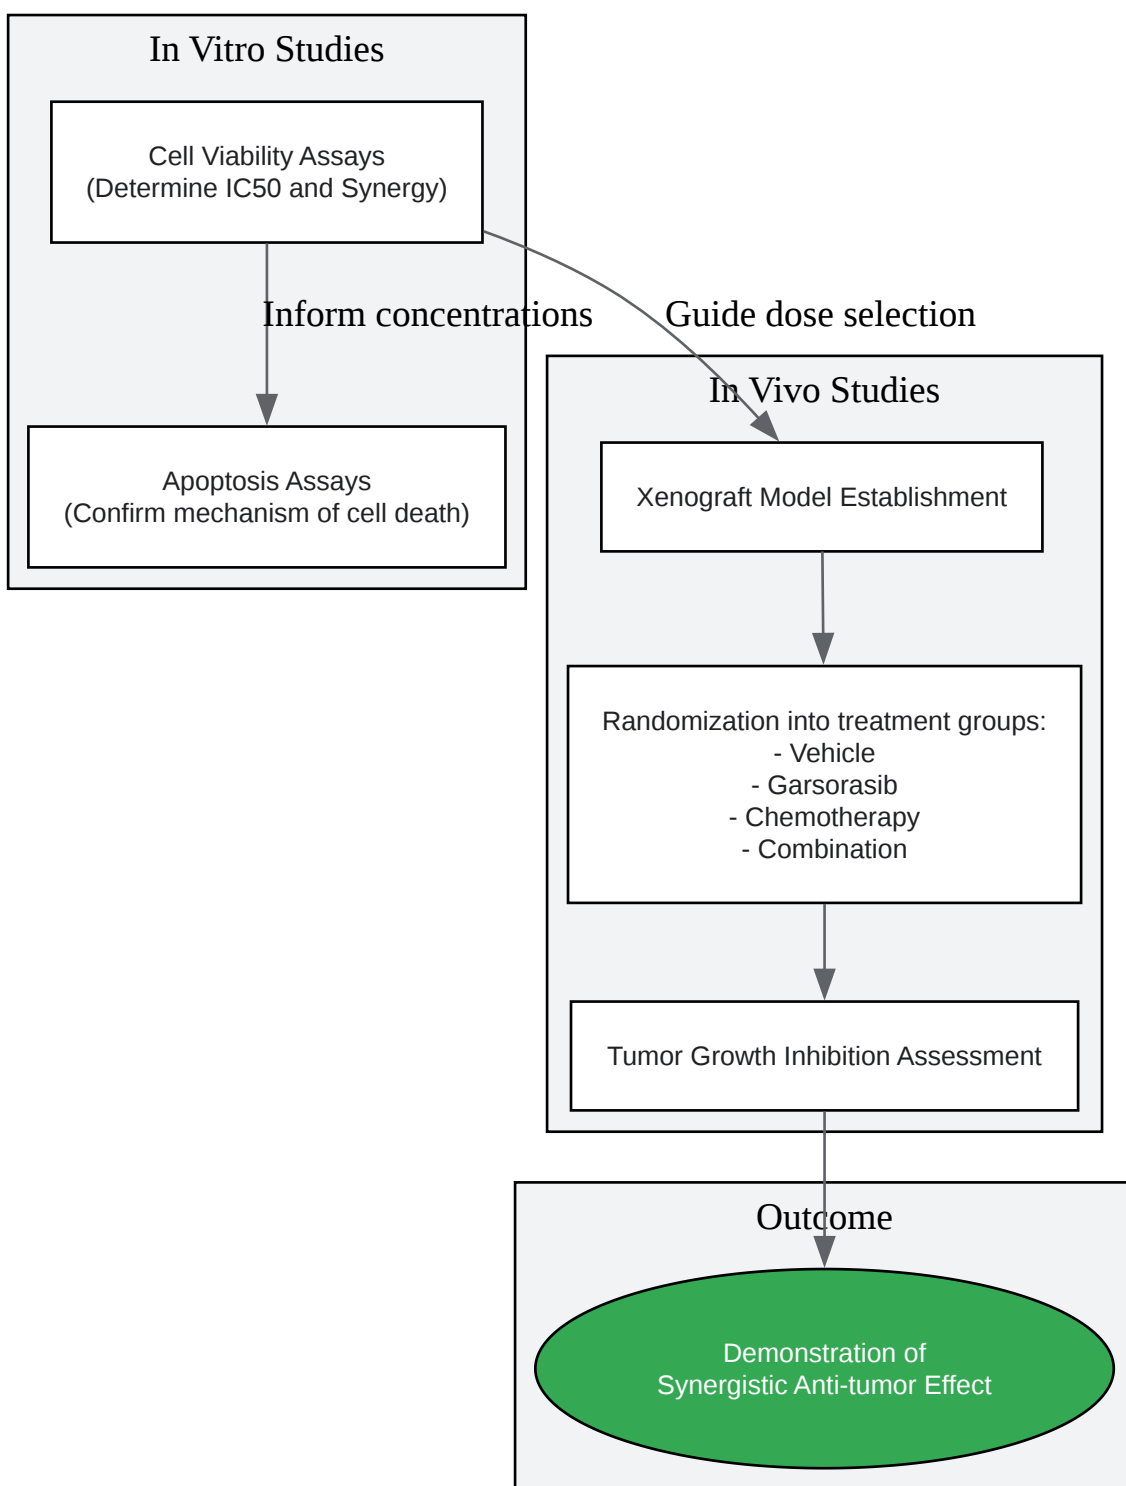 In Vitro Studies
Cell Viability Assays
(Determine IC50 and Synergy)
Inform concentrations
Guide dose selection
Apoptosis Assays
(Confirm mechanism of cell death)
In Vivo Studies
Xenograft Model Establishment
Randomization into treatment groups:
- Vehicle
- Garsorasib
- Chemotherapy
- Combination
Tumor Growth Inhibition Assessment
Outcome
Demonstration of
Synergistic Anti-tumor Effect